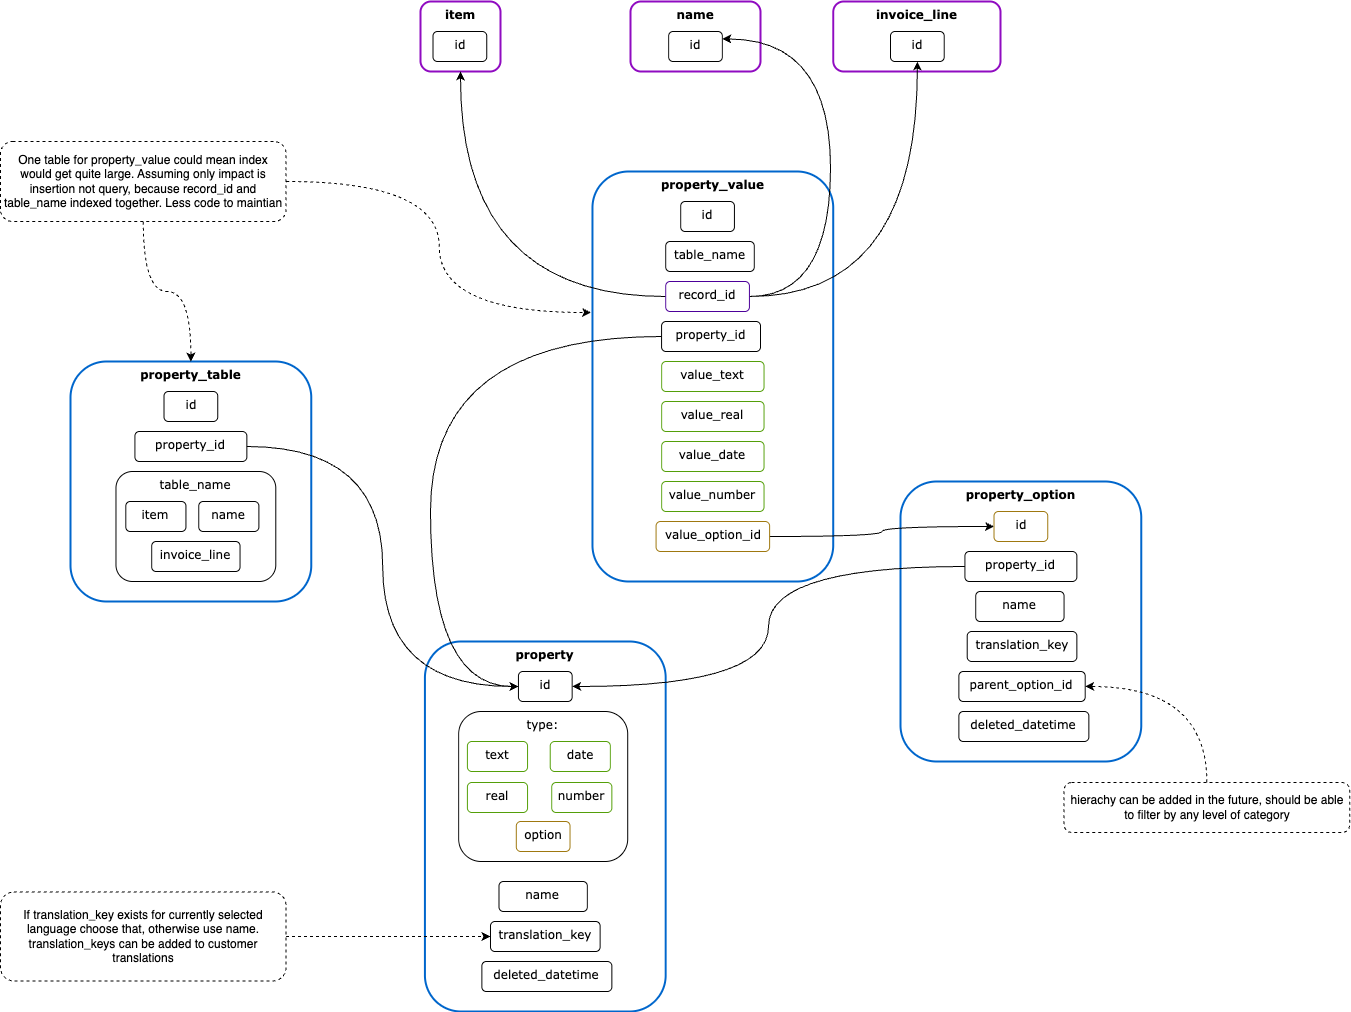 item
id
name
id
invoice_line
id
One table for property_value could mean index
would get quite large. Assuming only impact is
insertion not query, because record_id and
table_name indexed together. Less code to maintian
property_value
id
table_name
record_id
property_id
value_text
value_real
value_date
value_number
value_option_id
property_table
id
property_id
table_name
item
name
invoice_line
property_option
id
property_id
name
translation_key
parent_option_id
deleted_datetime
hierachy can be added in the future, should be able
to filter by any level of category
property
id
type:
text
date
real
number
option
name
translation_key
deleted_datetime
If translation_key exists for currently selected
language choose that, otherwise use name.
translation_keys can be added to customer
translations